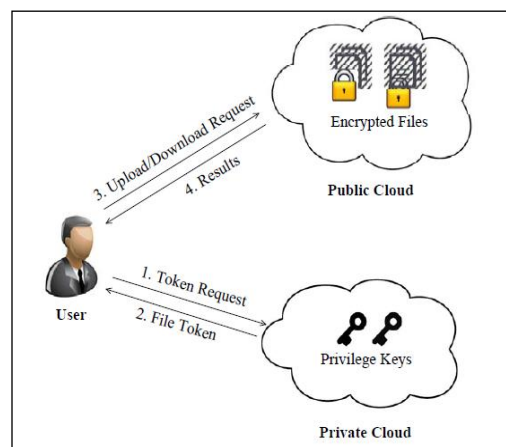 Encrypted Files
Public Cloud
3. Upload/Download Request
4. Results
User
1. Token Request
2. File Token
Privilege Keys
Private Cloud